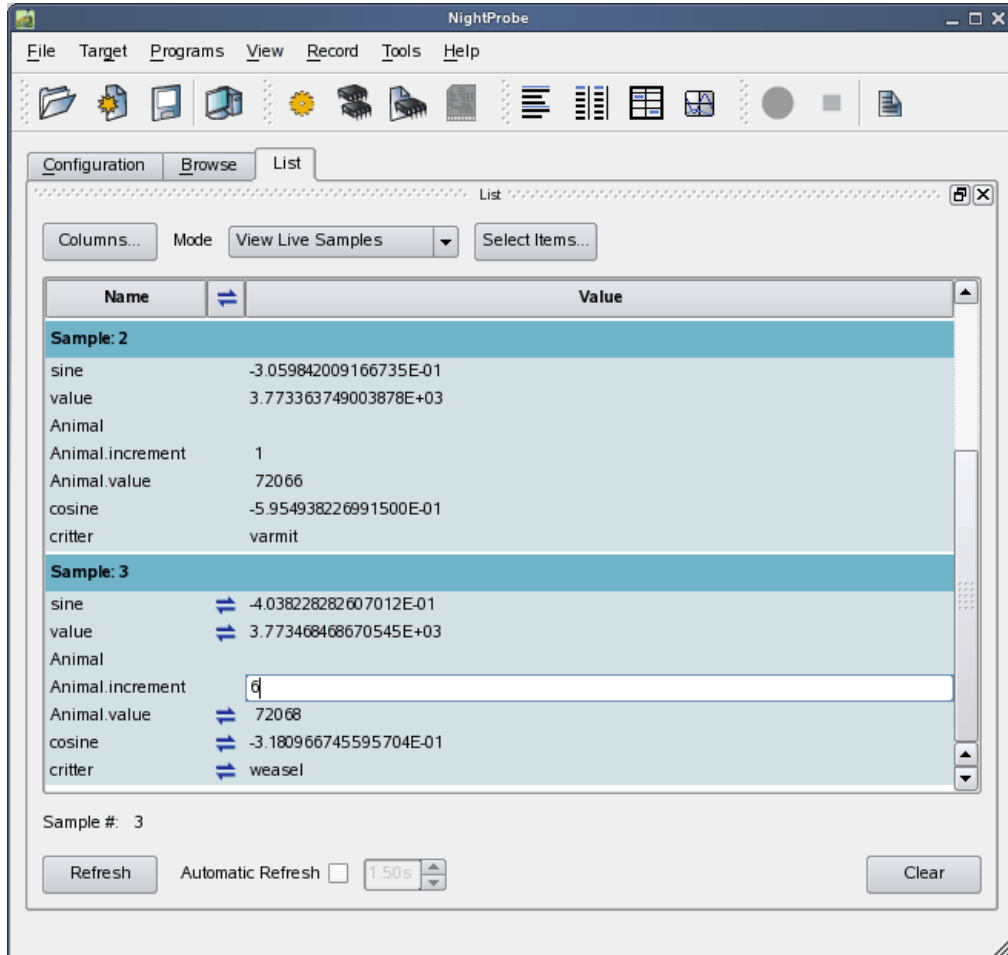 NightProbe
File Target Programs View Record Tools Help
Configuration Browse List
List
Columns... Mode View Live Samples Select Items...
Name Value
Sample: 2
sine -3.059842009166735E-01
value 3.773363749003878E+03
Animal
Animal.increment 1
Animal.value 72066
cosine -5.954938226991500E-01
critter varmit
Sample: 3
sine -4.038228282607012E-01
value 3.773468468670545E+03
Animal
Animal.increment 6
Animal.value 72068
cosine -3.180966745595704E-01
critter weasel
Sample #: 3
Refresh Automatic Refresh 1.50s Clear